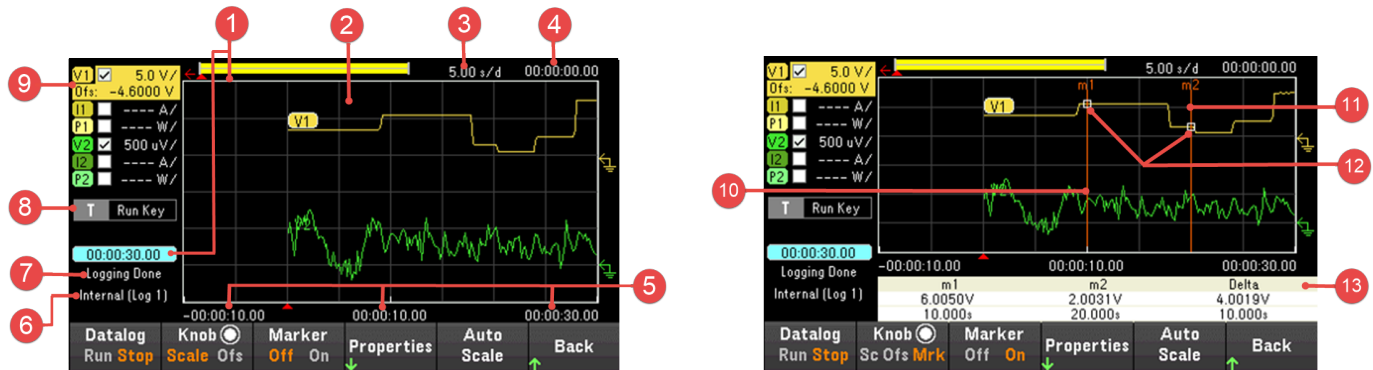 1
2
3
4
9
V1 5.0 V/
Ofs: -4.6000 V
I1 ---- A/
P1 ---- W/
V2 500 uV/
I2 ---- A/
P2 ---- W/
5.00 s/d 00:00:00.00
V1
8
T Run Key
00:00:30.00
7
Logging Done
6
Internal (Log 1)
5
-00:00:10.00 00:00:10.00 00:00:30.00
Datalog
Run Stop
Knob
Scale Ofs
Marker
Off On
Properties
Auto
Scale
Back
V1 5.0 V/
Ofs: -4.6000 V
I1 ---- A/
P1 ---- W/
V2 500 uV/
I2 ---- A/
P2 ---- W/
5.00 s/d 00:00:00.00
m1 m2
V1
11
12
10
T Run Key
00:00:30.00
Logging Done
Internal (Log 1)
-00:00:10.00 00:00:10.00 00:00:30.00
m1 m2 Delta
6.0050V 2.0031V 4.0019V
10.000s 20.000s 10.000s
13
Datalog
Run Stop
Knob
Sc Ofs Mrk
Marker
Off On
Properties
Auto
Scale
Back